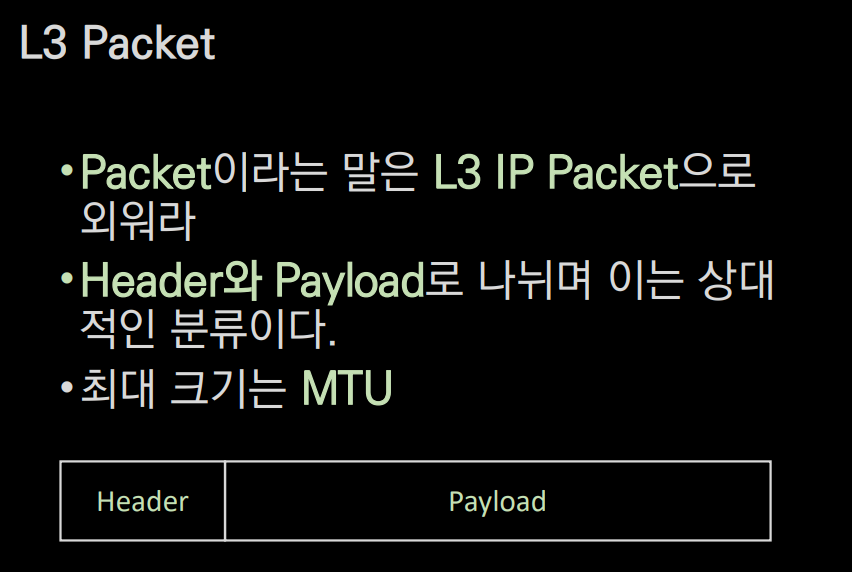 L3 Packet
• Packet이라는 말은 L3 IP Packet으로
외워라
• Header와 Payload로 나뉘며 이는 상대
적인 분류이다.
• 최대 크기는 MTU
Header Payload